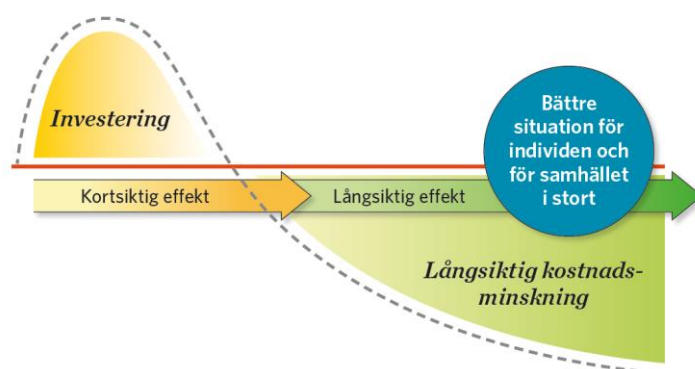 Investering
Bättre
situation för
individen och
för samhället
i stort
Kortsiktig effekt
Långsiktig effekt
Långsiktig kostnads-
minskning